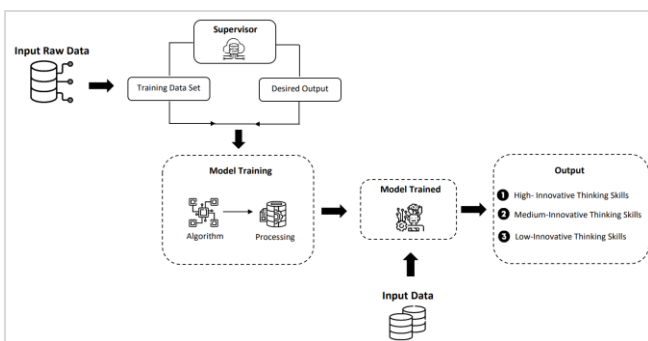 Supervisor
Input Raw Data
Training Data Set
Desired Output
Model Training
Algorithm
Processing
Model Trained
Output
1 High- Innovative Thinking Skills
2 Medium-Innovative Thinking Skills
3 Low-Innovative Thinking Skills
Input Data